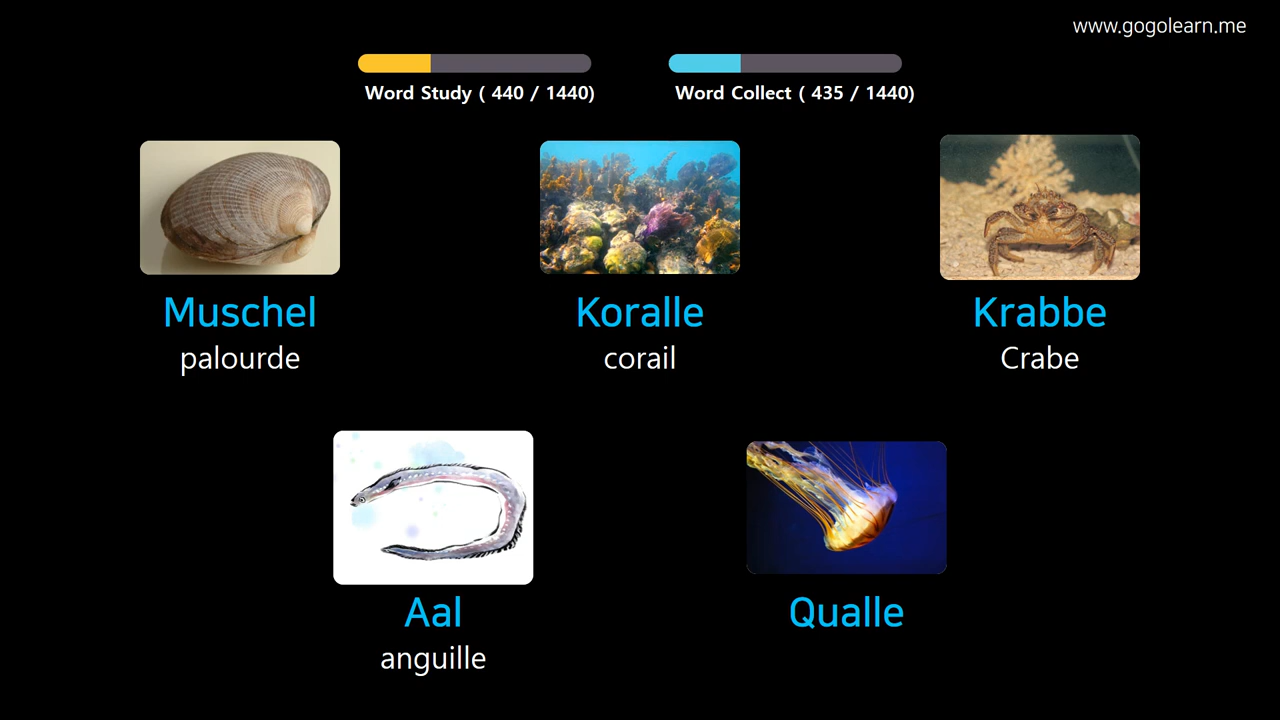 www.gogolearn.me
Word Study ( 440 / 1440)
Word Collect ( 435 / 1440)
Muschel
palourde
Koralle
corail
Krabbe
Crabe
Aal
anguille
Qualle